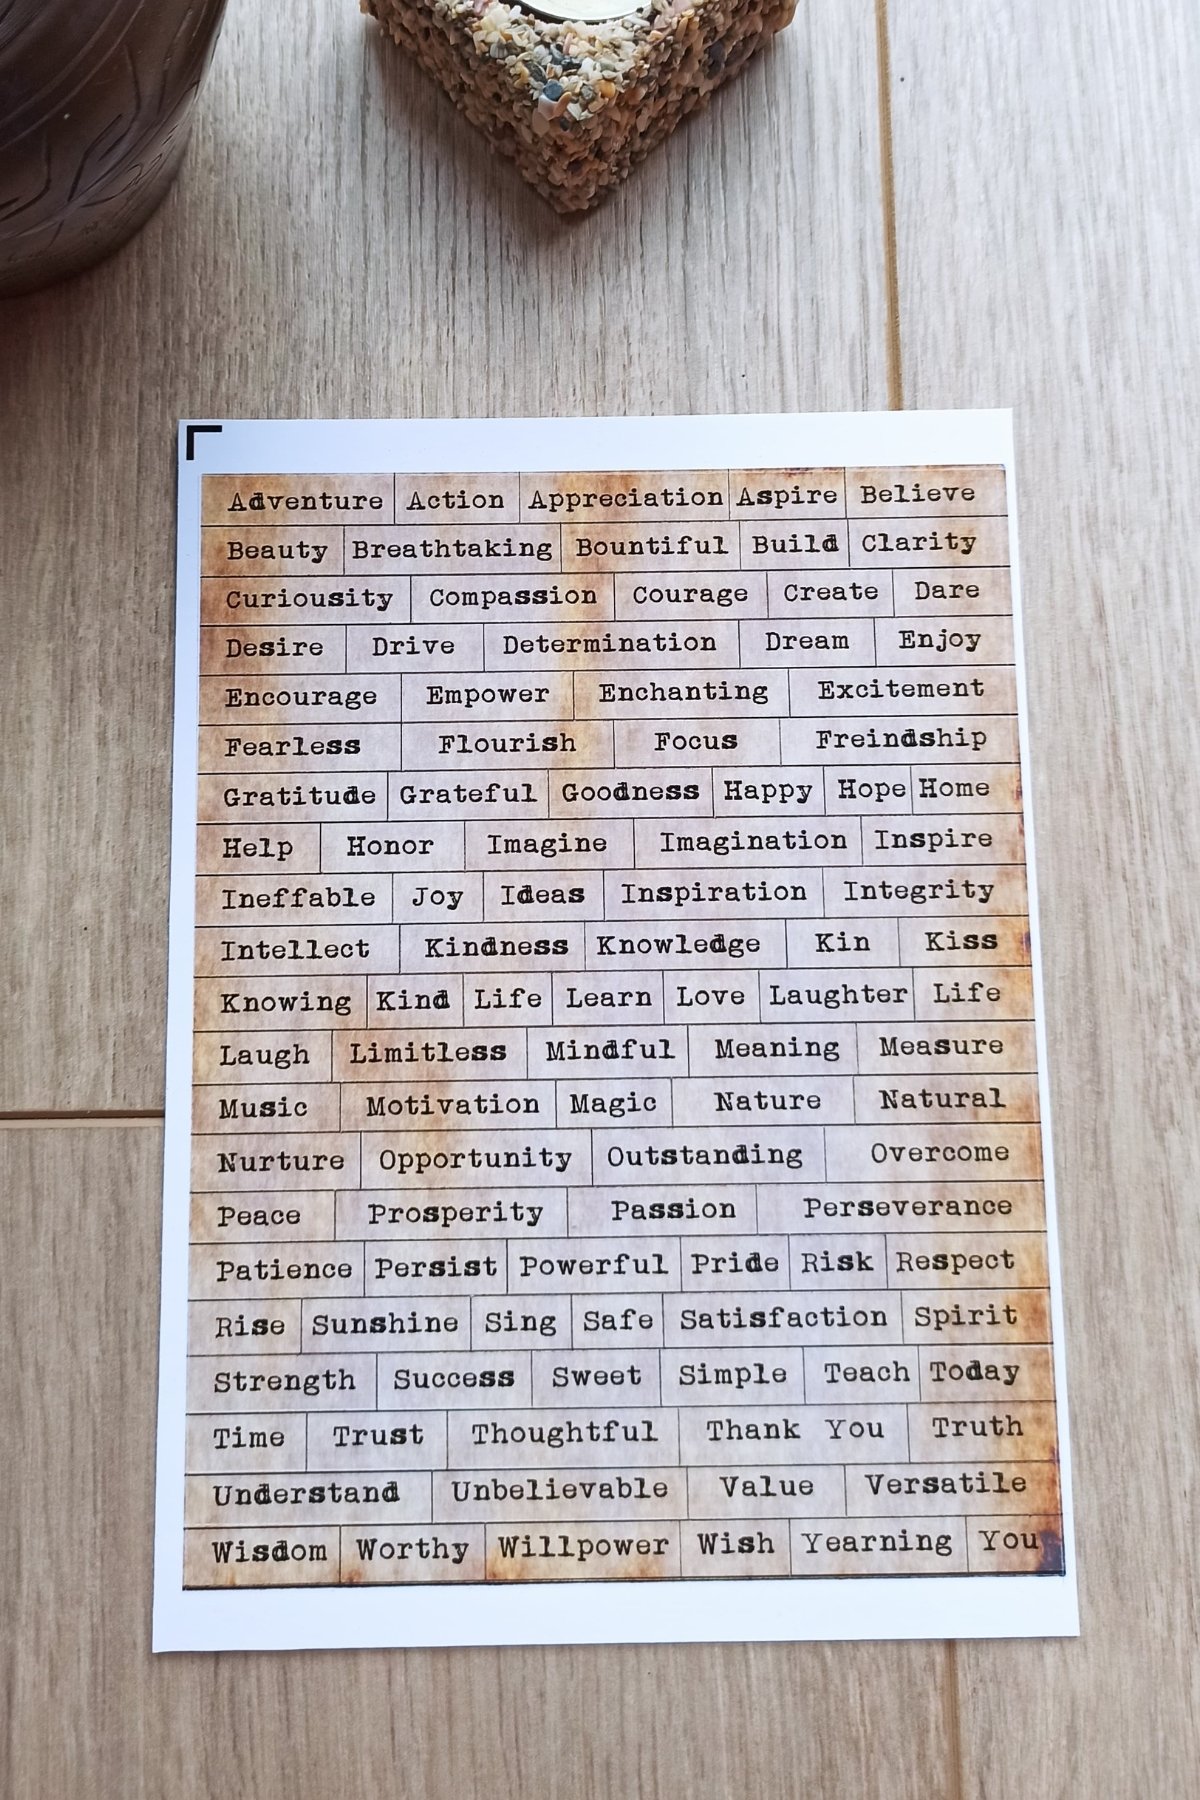 Adventure Action Appreciation Aspire Believe
Beauty Breathtaking Bountiful Build Clarity
Curiousity Compassion Courage Create Dare
Desire Drive Determination Dream Enjoy
Encourage Empower Enchanting Excitement
Fearless Flourish Focus Freindship
Gratitude Grateful Goodness Happy Hope Home
Help Honor Imagine Imagination Inspire
Ineffable Joy Ideas Inspiration Integrity
Intellect Kindness Knowledge Kin Kiss
Knowing Kind Life Learn Love Laughter Life
Laugh Limitless Mindful Meaning Measure
Music Motivation Magic Nature Natural
Nurture Opportunity Outstanding Overcome
Peace Prosperity Passion Perseverance
Patience Persist Powerful Pride Risk Respect
Rise Sunshine Sing Safe Satisfaction Spirit
Strength Success Sweet Simple Teach Today
Time Trust Thoughtful Thank You Truth
Understand Unbelievable Value Versatile
Wisdom Worthy Willpower Wish Yearning You